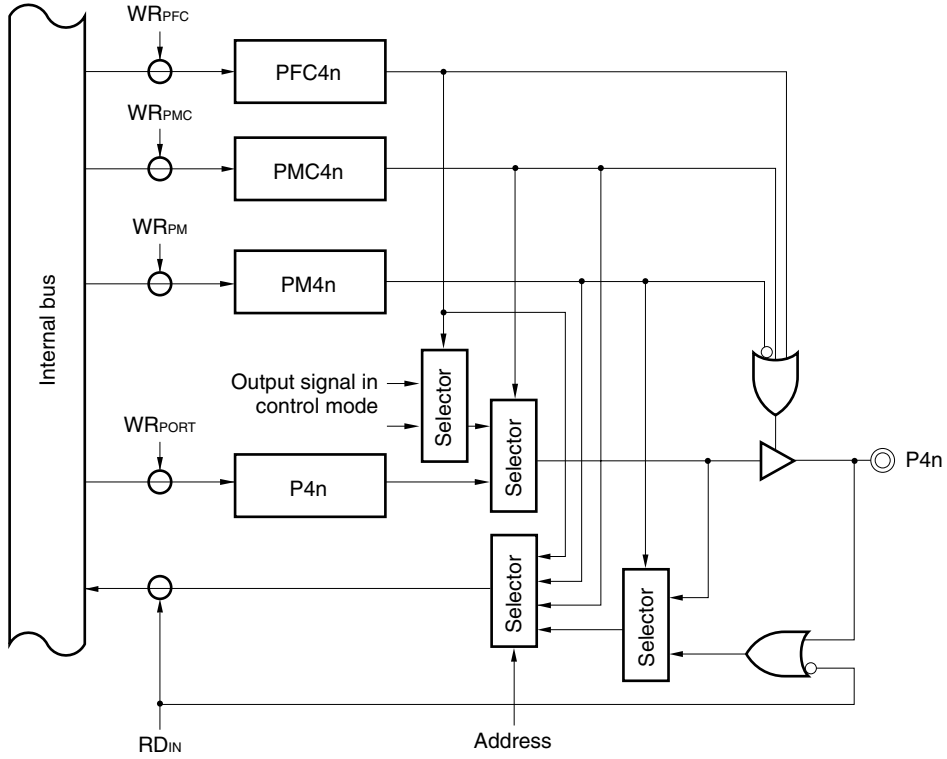 WRPFC
PFC4n
WRPMC
PMC4n
WRPM
PM4n
Internal bus
Output signal in
control mode
Selector
Selector
WRPORT
P4n
P4n
Selector
Selector
RDIN
Address